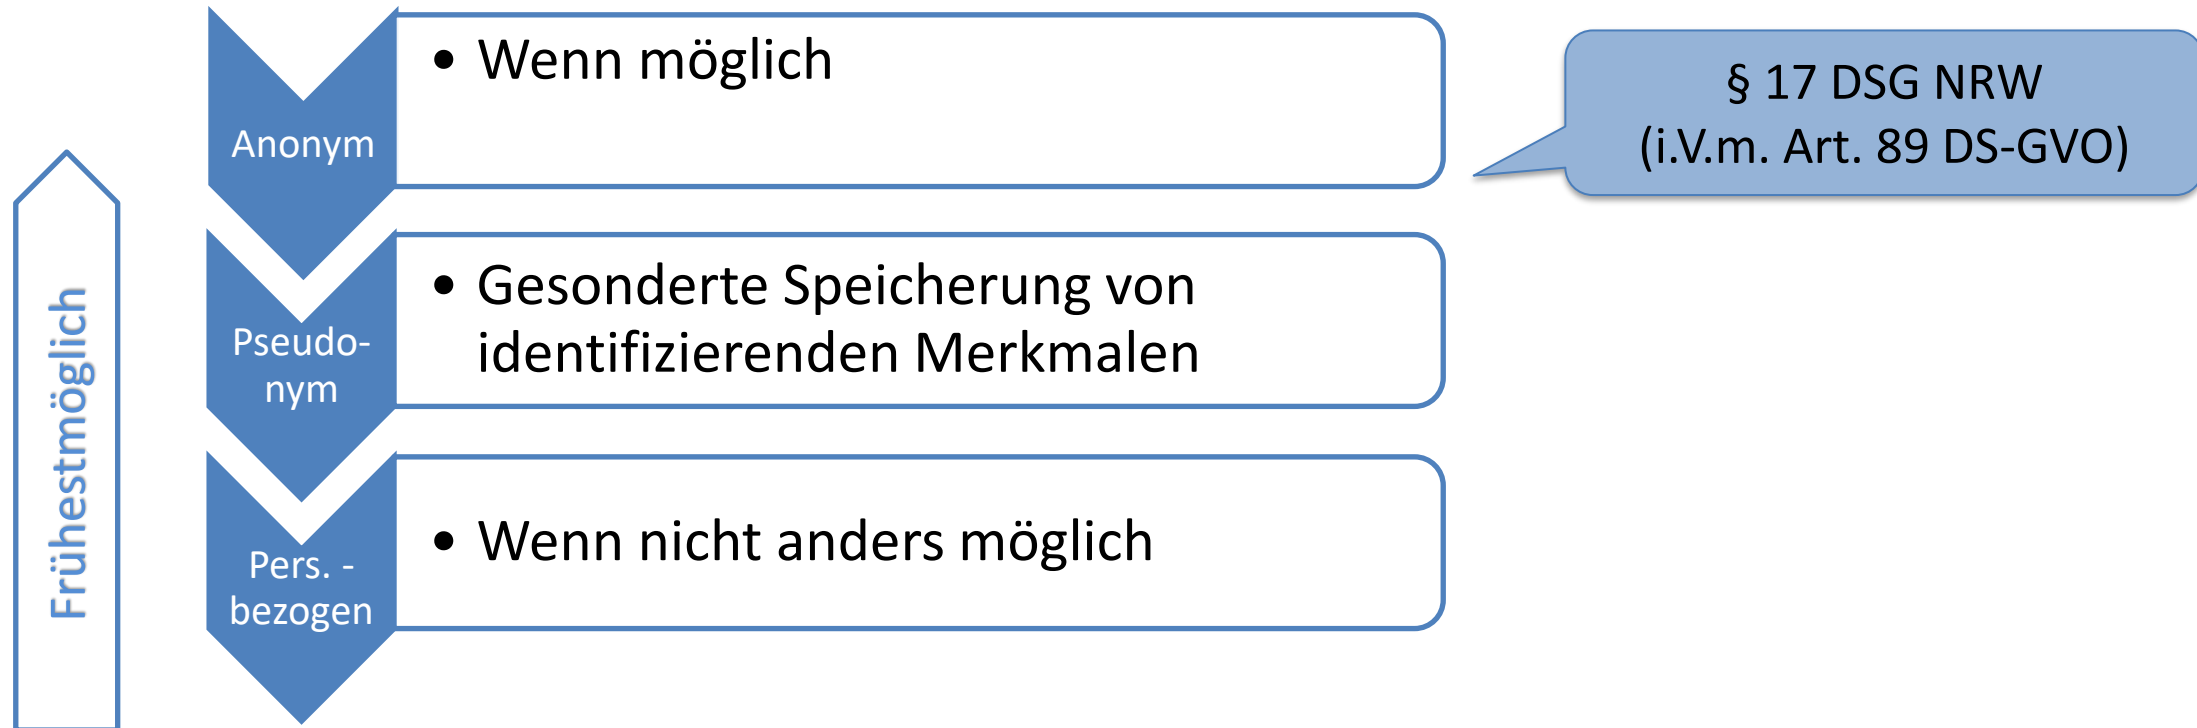 Frühestmöglich
Anonym
• Wenn möglich
§ 17 DSG NRW
(i.V.m. Art. 89 DS-GVO)
Pseudo-
nym
• Gesonderte Speicherung von
identifizierenden Merkmalen
Pers. -
bezogen
• Wenn nicht anders möglich